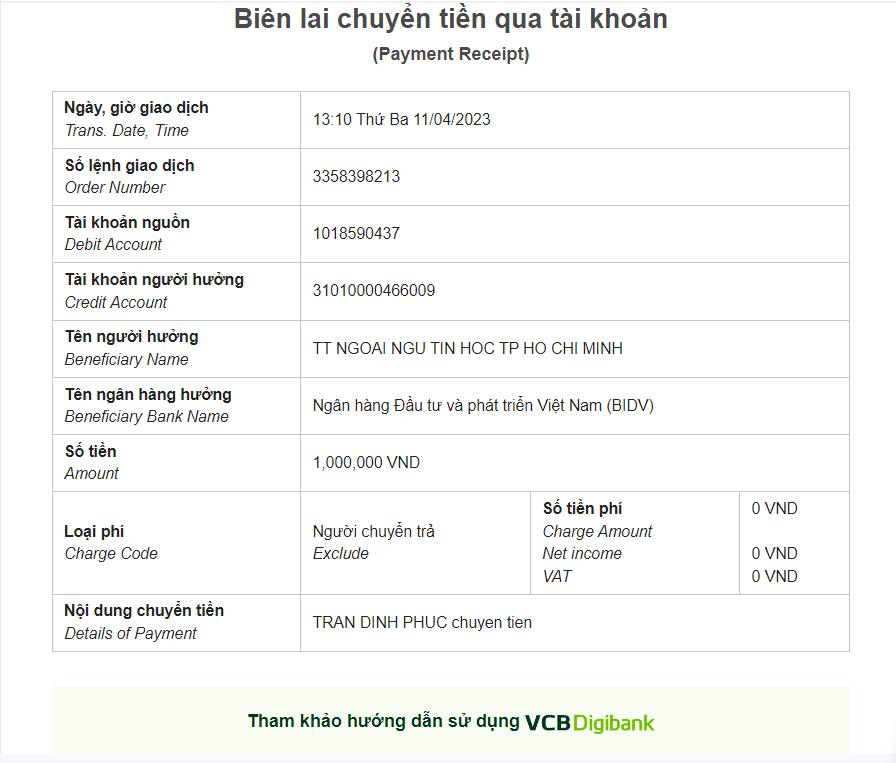 Biên lai chuyển tiền qua tài khoản
(Payment Receipt)
Ngày, giờ giao dịch
Trans. Date, Time
13:10 Thứ Ba 11/04/2023
Số lệnh giao dịch
Order Number
3358398213
Tài khoản nguồn
Debit Account
1018590437
Tài khoản người hưởng
Credit Account
31010000466009
Tên người hưởng
Beneficiary Name
TT NGOAI NGU TIN HOC TP HO CHI MINH
Tên ngân hàng hưởng
Beneficiary Bank Name
Ngân hàng Đầu tư và phát triển Việt Nam (BIDV)
Số tiền
Amount
1,000,000 VND
Loại phí
Charge Code
Người chuyển trả
Exclude
Số tiền phí
Charge Amount
Net income
VAT
0 VND
0 VND
0 VND
Nội dung chuyển tiền
Details of Payment
TRAN DINH PHUC chuyen tien
Tham khảo hướng dẫn sử dụng VCB Digibank